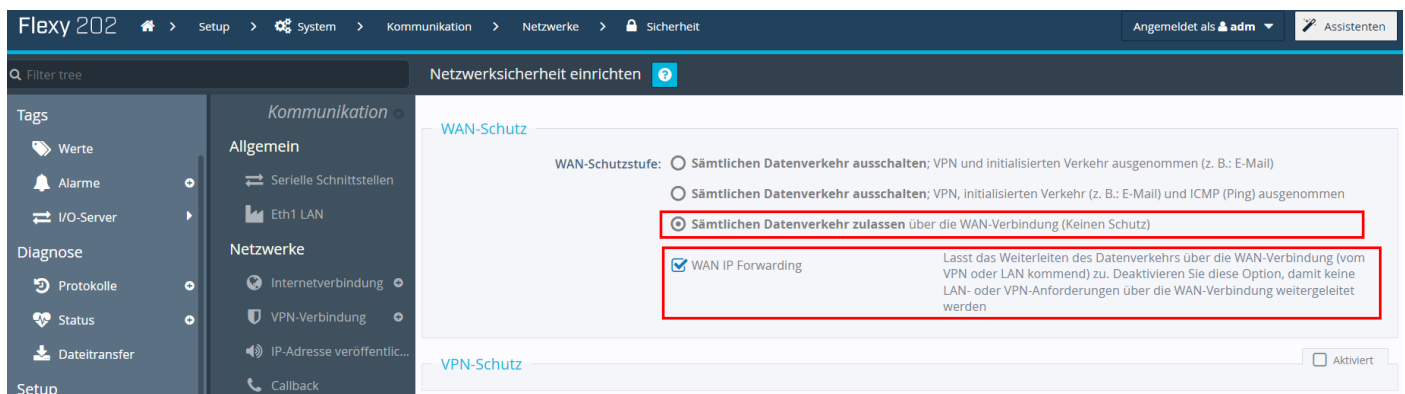 Flexy 202 > Setup > System > Kommunikation > Netzwerke > Sicherheit
Angemeldet als adm
Assistenten
Filter tree
Netzwerksicherheit einrichten ?
Tags
Werte
Alarme
I/O-Server
Diagnose
Protokolle
Status
Dateitransfer
Setup
Kommunikation
Allgemein
Serielle Schnittstellen
Eth1 LAN
Netzwerke
Internetverbindung
VPN-Verbindung
IP-Adresse veröffentlic...
Callback
WAN-Schutz
WAN-Schutzstufe:
Sämtlichen Datenverkehr ausschalten; VPN und initialisierten Verkehr ausgenommen (z. B.: E-Mail)
Sämtlichen Datenverkehr ausschalten; VPN, initialisierten Verkehr (z. B.: E-Mail) und ICMP (Ping) ausgenommen
Sämtlichen Datenverkehr zulassen über die WAN-Verbindung (Keinen Schutz)
WAN IP Forwarding
Lasst das Weiterleiten des Datenverkehrs über die WAN-Verbindung (vom
VPN oder LAN kommend) zu. Deaktivieren Sie diese Option, damit keine
LAN- oder VPN-Anforderungen über die WAN-Verbindung weitergeleitet
werden
VPN-Schutz
Aktiviert